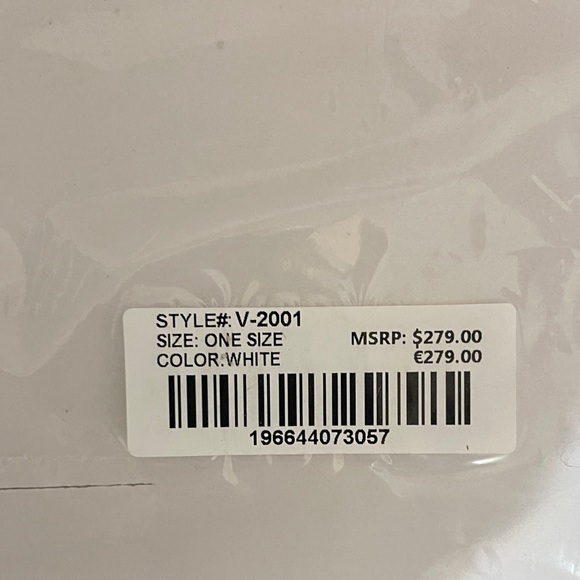 STYLE#: V-2001
SIZE: ONE SIZE
MSRP: $279.00
COLOR:WHITE
€279.00
196644073057